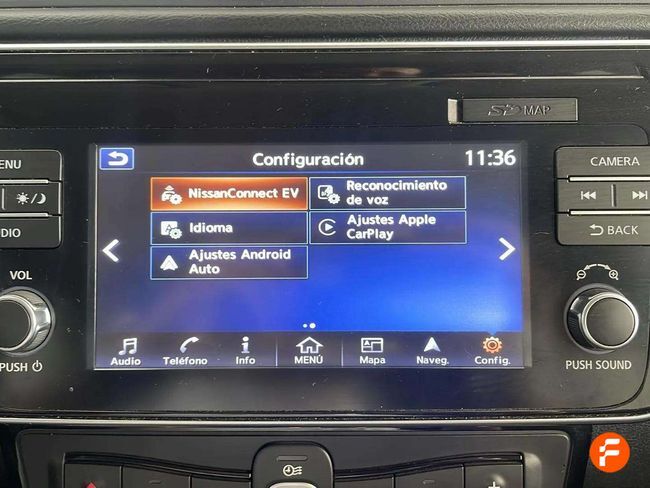 SD MAP
Configuración 11:36
NissanConnect EV
Reconocimiento
de voz
Idioma
Ajustes Apple
CarPlay
Ajustes Android
Auto
Audio Teléfono Info MENÚ Mapa Naveg. Config.
ENU
UDIO
VOL
PUSH
CAMERA
BACK
PUSH SOUND